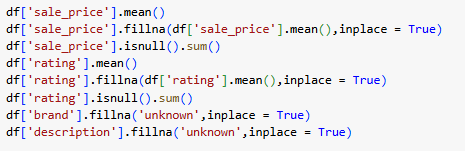 df['sale_price'].mean()
df['sale_price'].fillna(df['sale_price'].mean(),inplace = True)
df['sale_price'].isnull().sum()
df['rating'].mean()
df['rating'].fillna(df['rating'].mean(),inplace = True)
df['rating'].isnull().sum()
df['brand'].fillna('unknown',inplace = True)
df['description'].fillna('unknown',inplace = True)